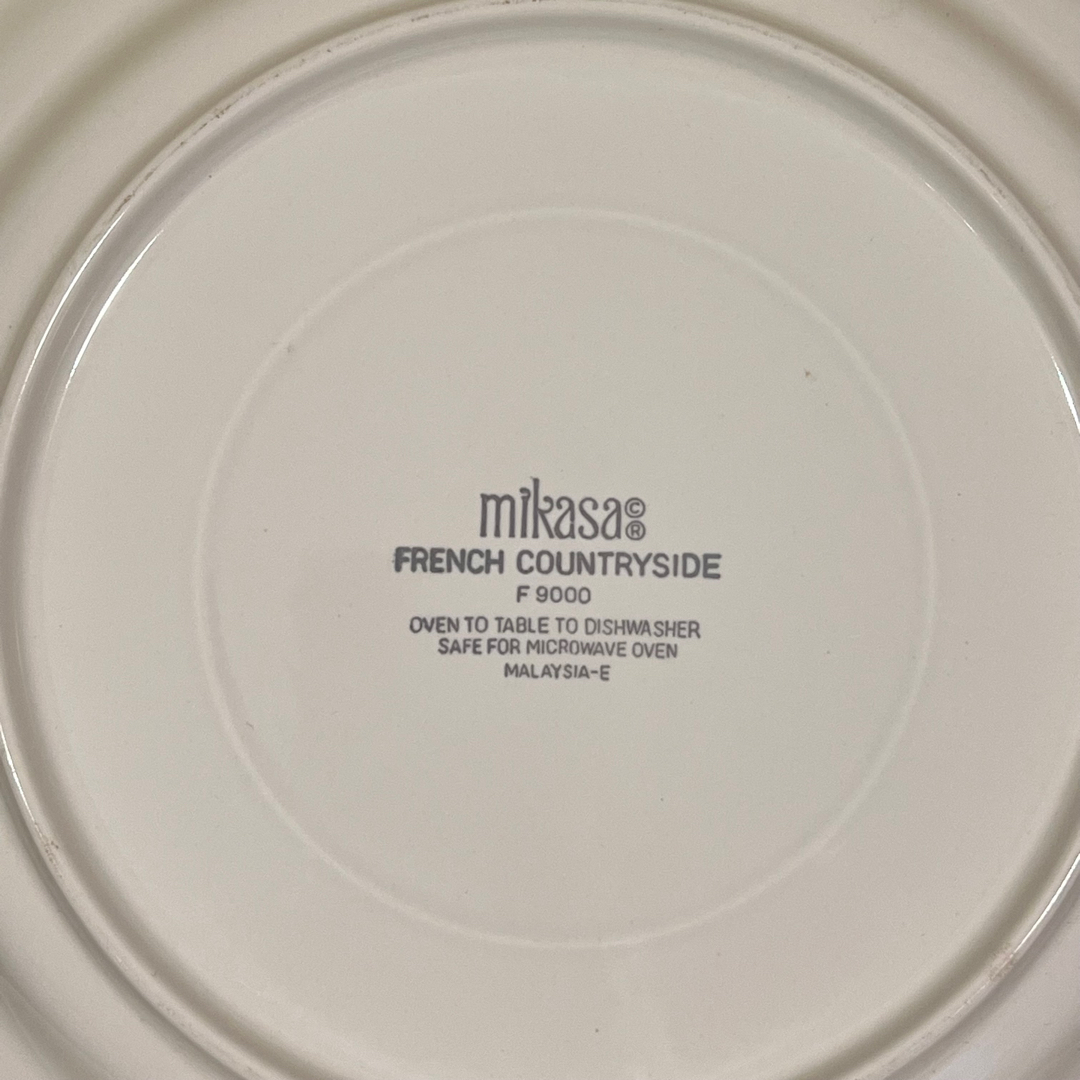 mikasa©®
FRENCH COUNTRYSIDE
F 9000
OVEN TO TABLE TO DISHWASHER
SAFE FOR MICROWAVE OVEN
MALAYSIA-E